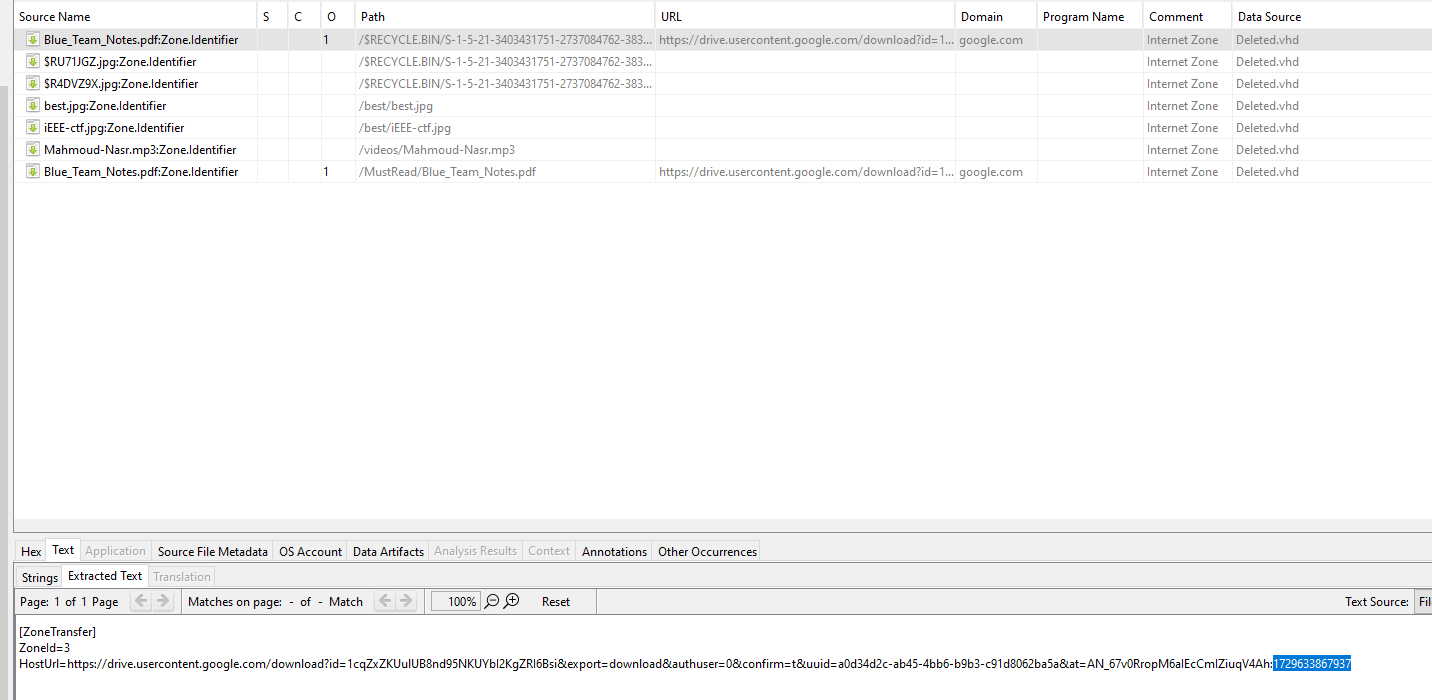 Source Name S C O Path URL Domain Program Name Comment Data Source
Blue_Team_Notes.pdf:Zone.Identifier 1 /$RECYCLE.BIN/S-1-5-21-3403431751-2737084762-383... https://drive.usercontent.google.com/download?id=1... google.com Internet Zone Deleted.vhd
$RU71JGZ.jpg:Zone.Identifier /$RECYCLE.BIN/S-1-5-21-3403431751-2737084762-383... Internet Zone Deleted.vhd
$R4DVZ9X.jpg:Zone.Identifier /$RECYCLE.BIN/S-1-5-21-3403431751-2737084762-383... Internet Zone Deleted.vhd
best.jpg:Zone.Identifier /best/best.jpg Internet Zone Deleted.vhd
iEEE-ctf.jpg:Zone.Identifier /best/iEEE-ctf.jpg Internet Zone Deleted.vhd
Mahmoud-Nasr.mp3:Zone.Identifier /videos/Mahmoud-Nasr.mp3 Internet Zone Deleted.vhd
Blue_Team_Notes.pdf:Zone.Identifier 1 /MustRead/Blue_Team_Notes.pdf https://drive.usercontent.google.com/download?id=1... google.com Internet Zone Deleted.vhd
Hex Text Application Source File Metadata OS Account Data Artifacts Analysis Results Context Annotations Other Occurrences
Strings Extracted Text Translation
Page: 1 of 1 Page Matches on page: - of - Match 100% Reset Text Source: Fil
[ZoneTransfer]
ZoneId=3
HostUrl=https://drive.usercontent.google.com/download?id=1cqZxZKUuIUB8nd95NKUYbI2KgZRl6Bsi&export=download&authuser=0&confirm=t&uuid=a0d34d2c-ab45-4bb6-b9b3-c91d8062ba5a&at=AN_67v0RropM6alEcCmlZiuqV4Ah:1729633867937